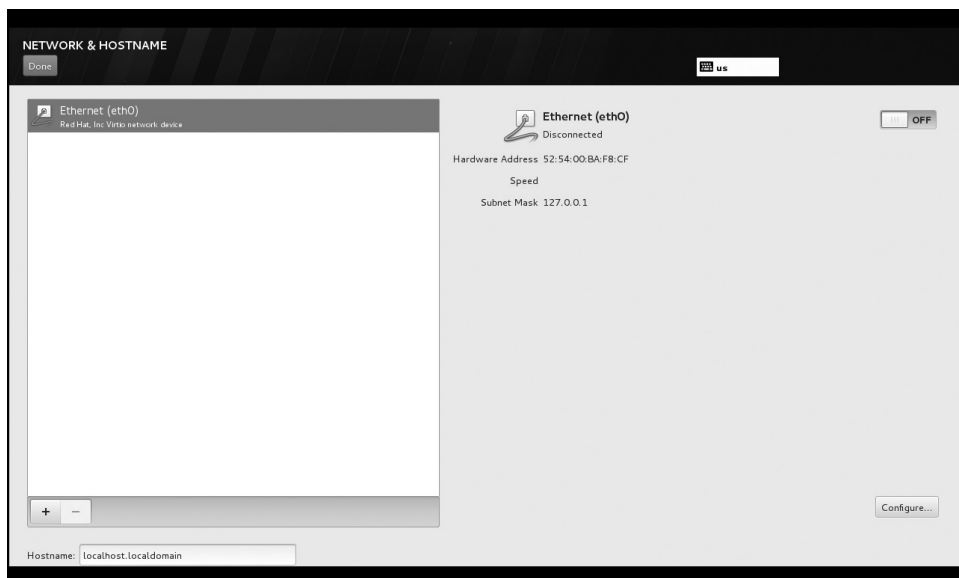 NETWORK & HOSTNAME
Done
us
Ethernet (eth0)
Red Hat, Inc Virtio network device
Ethernet (eth0)
Disconnected
OFF
Hardware Address 52:54:00:BA:F8:CF
Speed
Subnet Mask 127.0.0.1
+ −
Configure...
Hostname: localhost.localdomain